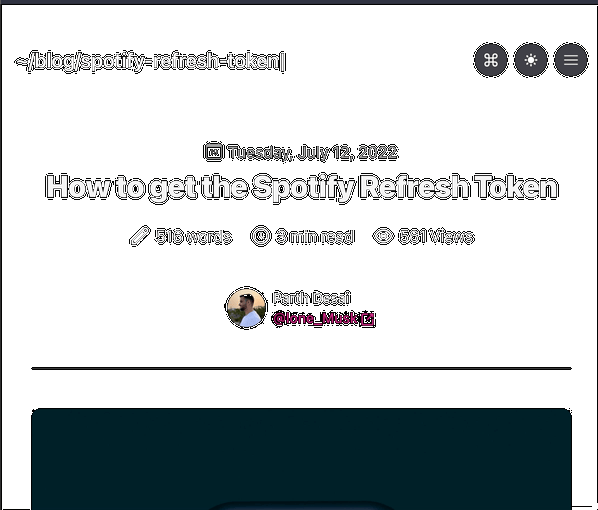 ~/blog/spotify-refresh-token|
Tuesday, July 12, 2022
How to get the Spotify Refresh Token
518 words 3 min read 591 Views
Parth Desai